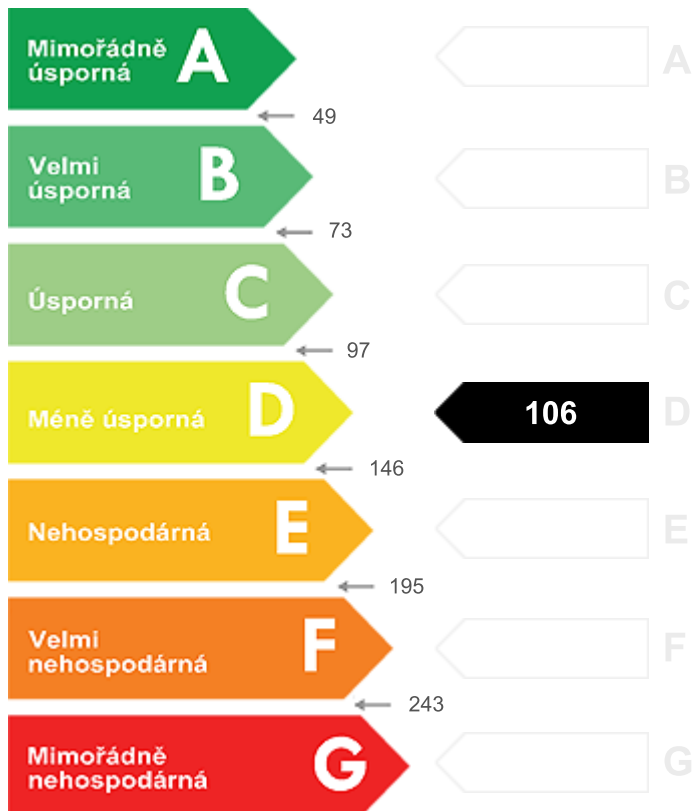 Mimořádně
úsporná
A
A
49
Velmi
úsporná
B
B
73
Úsporná
C
C
97
Méně úsporná
D
106
D
146
Nehospodárná
E
E
195
Velmi
nehospodárná
F
F
243
Mimořádně
nehospodárná
G
G